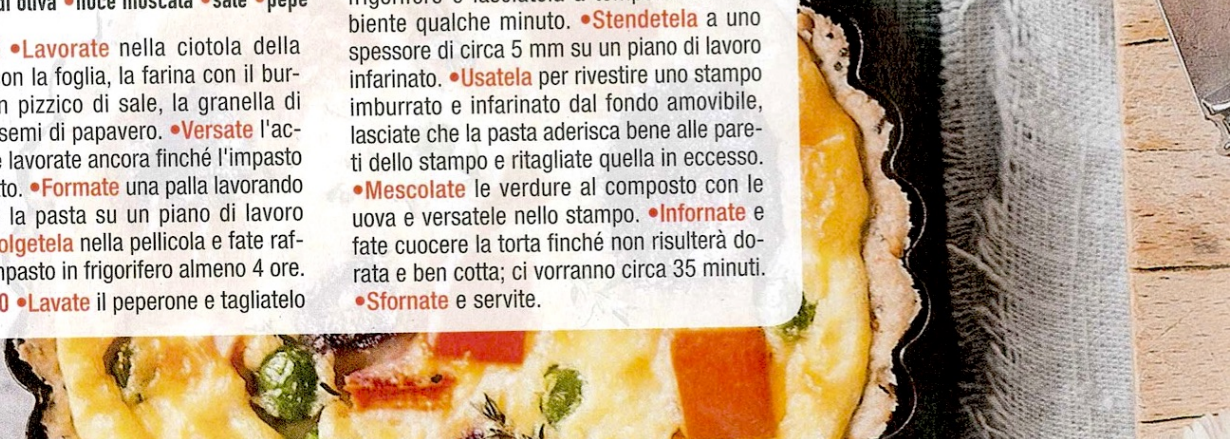 di oliva •noce moscata •sale •pepe
•Lavorate nella ciotola della
on la foglia, la farina con il bur-
n pizzico di sale, la granella di
semi di papavero. •Versate l'ac-
e lavorate ancora finché l'impasto
to. •Formate una palla lavorando
la pasta su un piano di lavoro
olgetela nella pellicola e fate raf-
mpasto in frigorifero almeno 4 ore.
0 •Lavate il peperone e tagliatelo
biente qualche minuto. •Stendetela a uno
spessore di circa 5 mm su un piano di lavoro
infarinato. •Usatela per rivestire uno stampo
imburrato e infarinato dal fondo amovibile,
lasciate che la pasta aderisca bene alle pare-
ti dello stampo e ritagliate quella in eccesso.
•Mescolate le verdure al composto con le
uova e versatele nello stampo. •Infornate e
fate cuocere la torta finché non risulterà do-
rata e ben cotta; ci vorranno circa 35 minuti.
•Sfornate e servite.